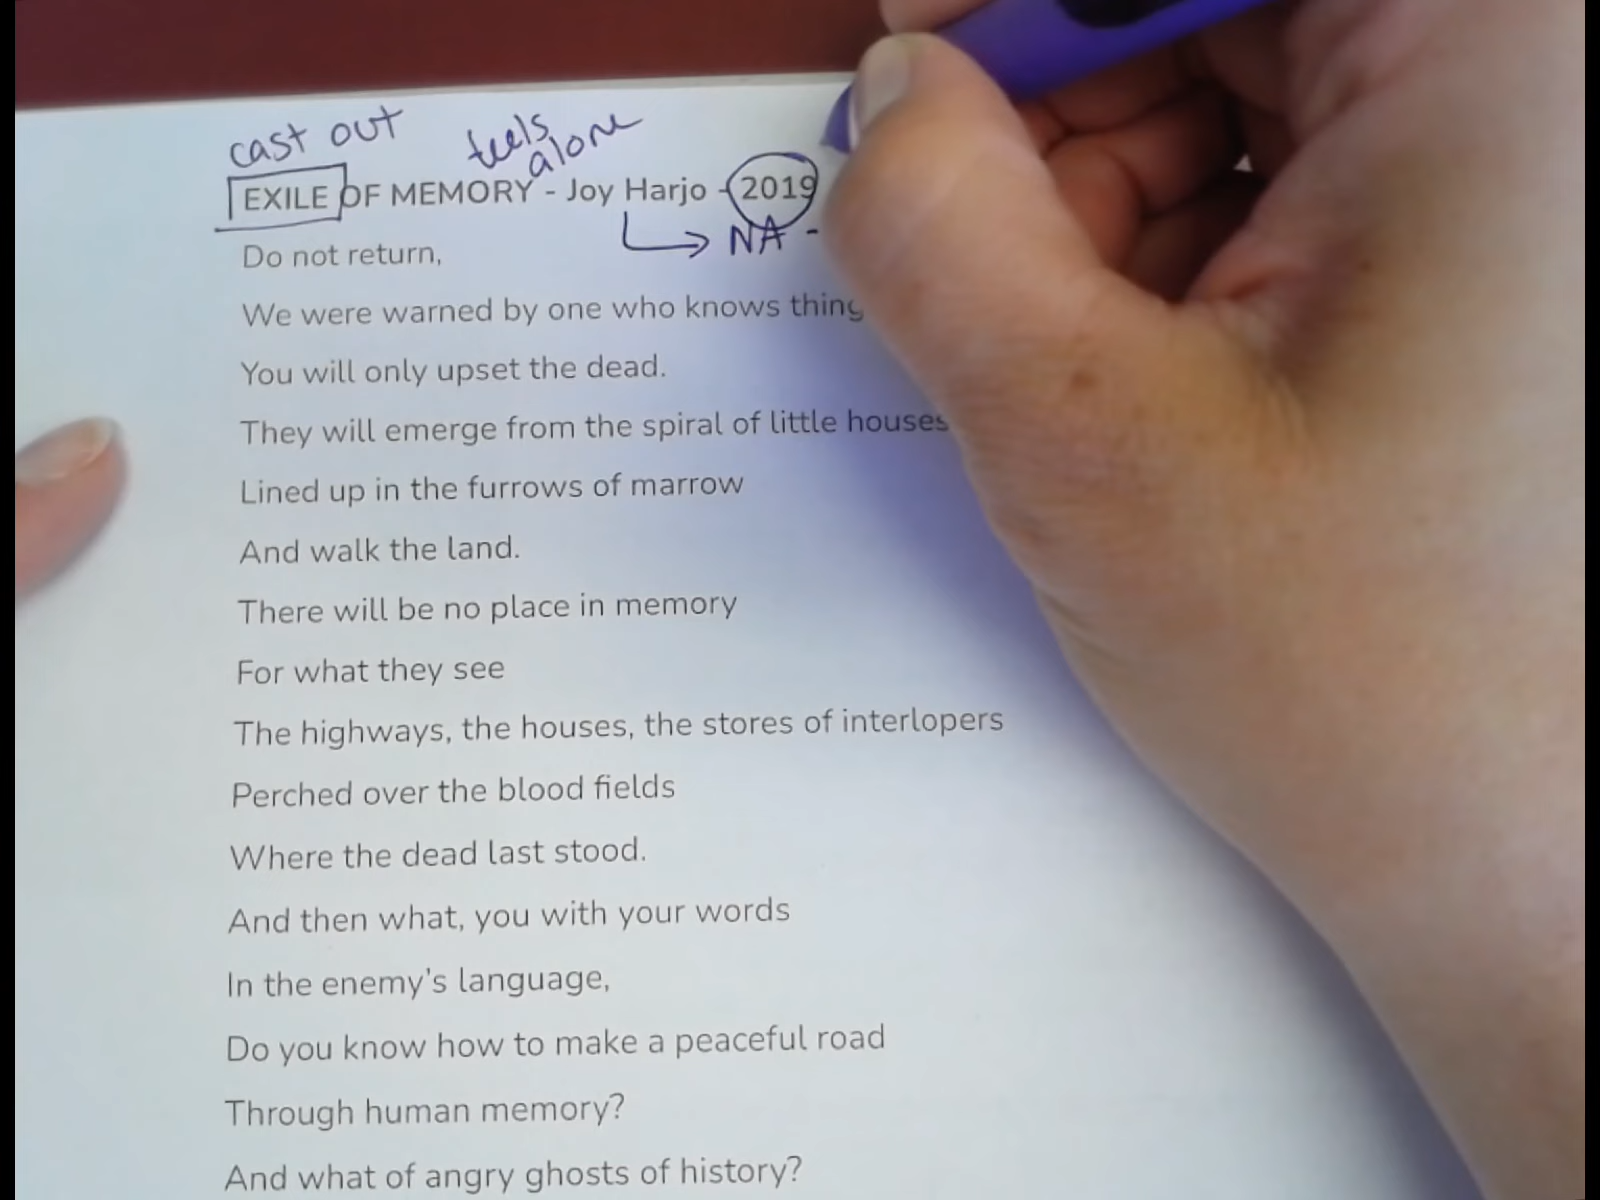 cast out feels alone
EXILE OF MEMORY - Joy Harjo - 2019
NA -
Do not return,
We were warned by one who knows thing
You will only upset the dead.
They will emerge from the spiral of little houses
Lined up in the furrows of marrow
And walk the land.
There will be no place in memory
For what they see
The highways, the houses, the stores of interlopers
Perched over the blood fields
Where the dead last stood.
And then what, you with your words
In the enemy's language,
Do you know how to make a peaceful road
Through human memory?
And what of angry ghosts of history?